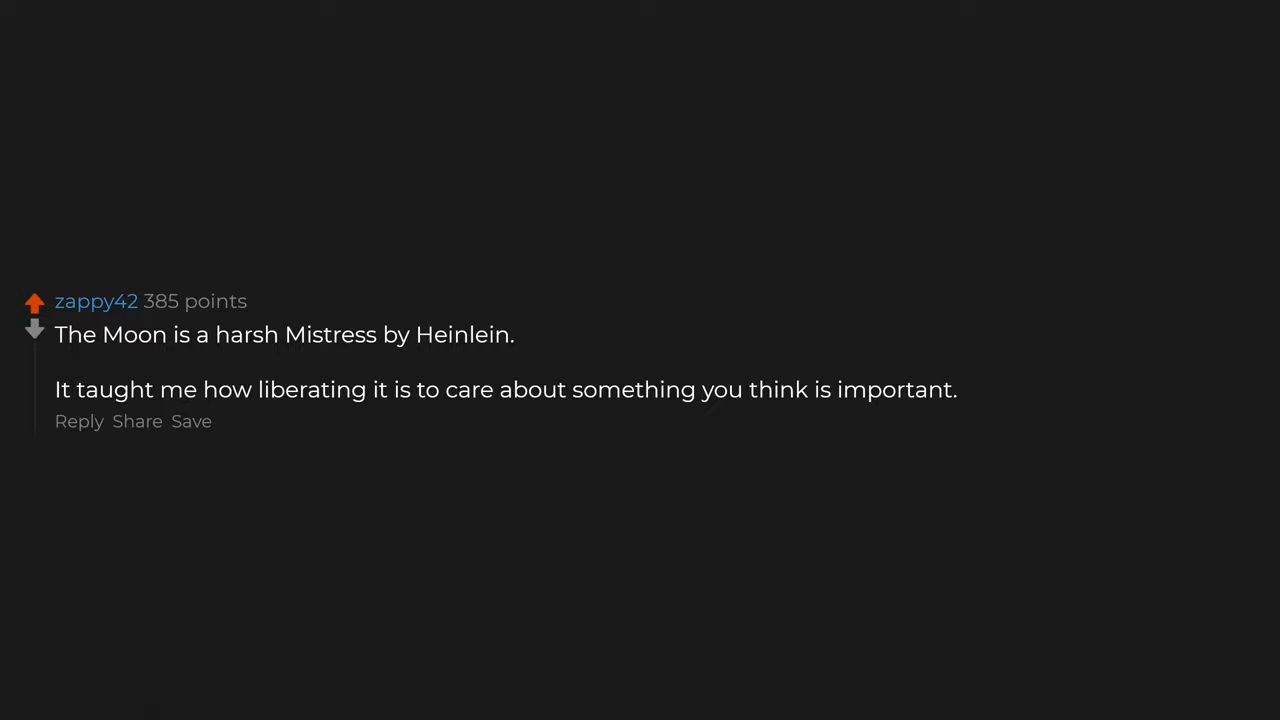 zappy42 385 points
The Moon is a harsh Mistress by Heinlein.
It taught me how liberating it is to care about something you think is important.
Reply Share Save